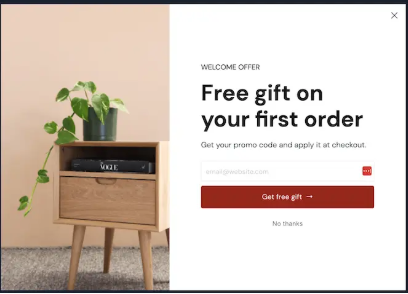 WELCOME OFFER
Free gift on
your first order
Get your promo code and apply it at checkout.
email@website.com
Get free gift →
No thanks
VOGUE